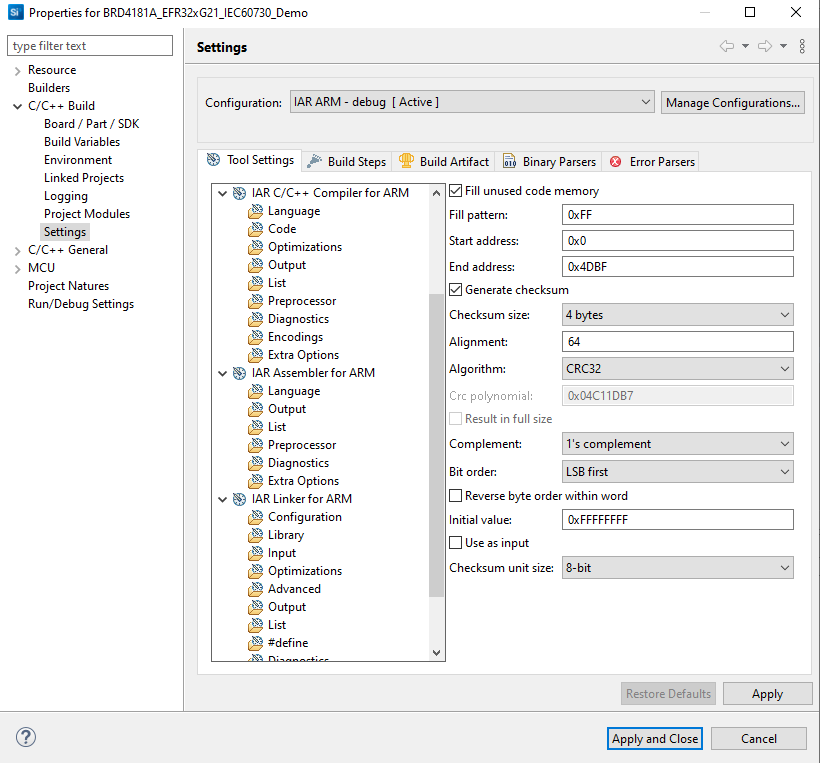 Si Properties for BRD4181A_EFR32xG21_IEC60730_Demo
type filter text
Resource
Builders
C/C++ Build
Board / Part / SDK
Build Variables
Environment
Linked Projects
Logging
Project Modules
Settings
C/C++ General
MCU
Project Natures
Run/Debug Settings
Settings
Configuration: IAR ARM - debug [ Active ] Manage Configurations...
Tool Settings Build Steps Build Artifact Binary Parsers Error Parsers
IAR C/C++ Compiler for ARM
Language
Code
Optimizations
Output
List
Preprocessor
Diagnostics
Encodings
Extra Options
IAR Assembler for ARM
Language
Output
List
Preprocessor
Diagnostics
Extra Options
IAR Linker for ARM
Configuration
Library
Input
Optimizations
Advanced
Output
List
#define
Diagnostics
Fill unused code memory
Fill pattern: 0xFF
Start address: 0x0
End address: 0x4DBF
Generate checksum
Checksum size: 4 bytes
Alignment: 64
Algorithm: CRC32
Crc polynomial: 0x04C11DB7
Result in full size
Complement: 1's complement
Bit order: LSB first
Reverse byte order within word
Initial value: 0xFFFFFFFF
Use as input
Checksum unit size: 8-bit
Restore Defaults Apply
? Apply and Close Cancel